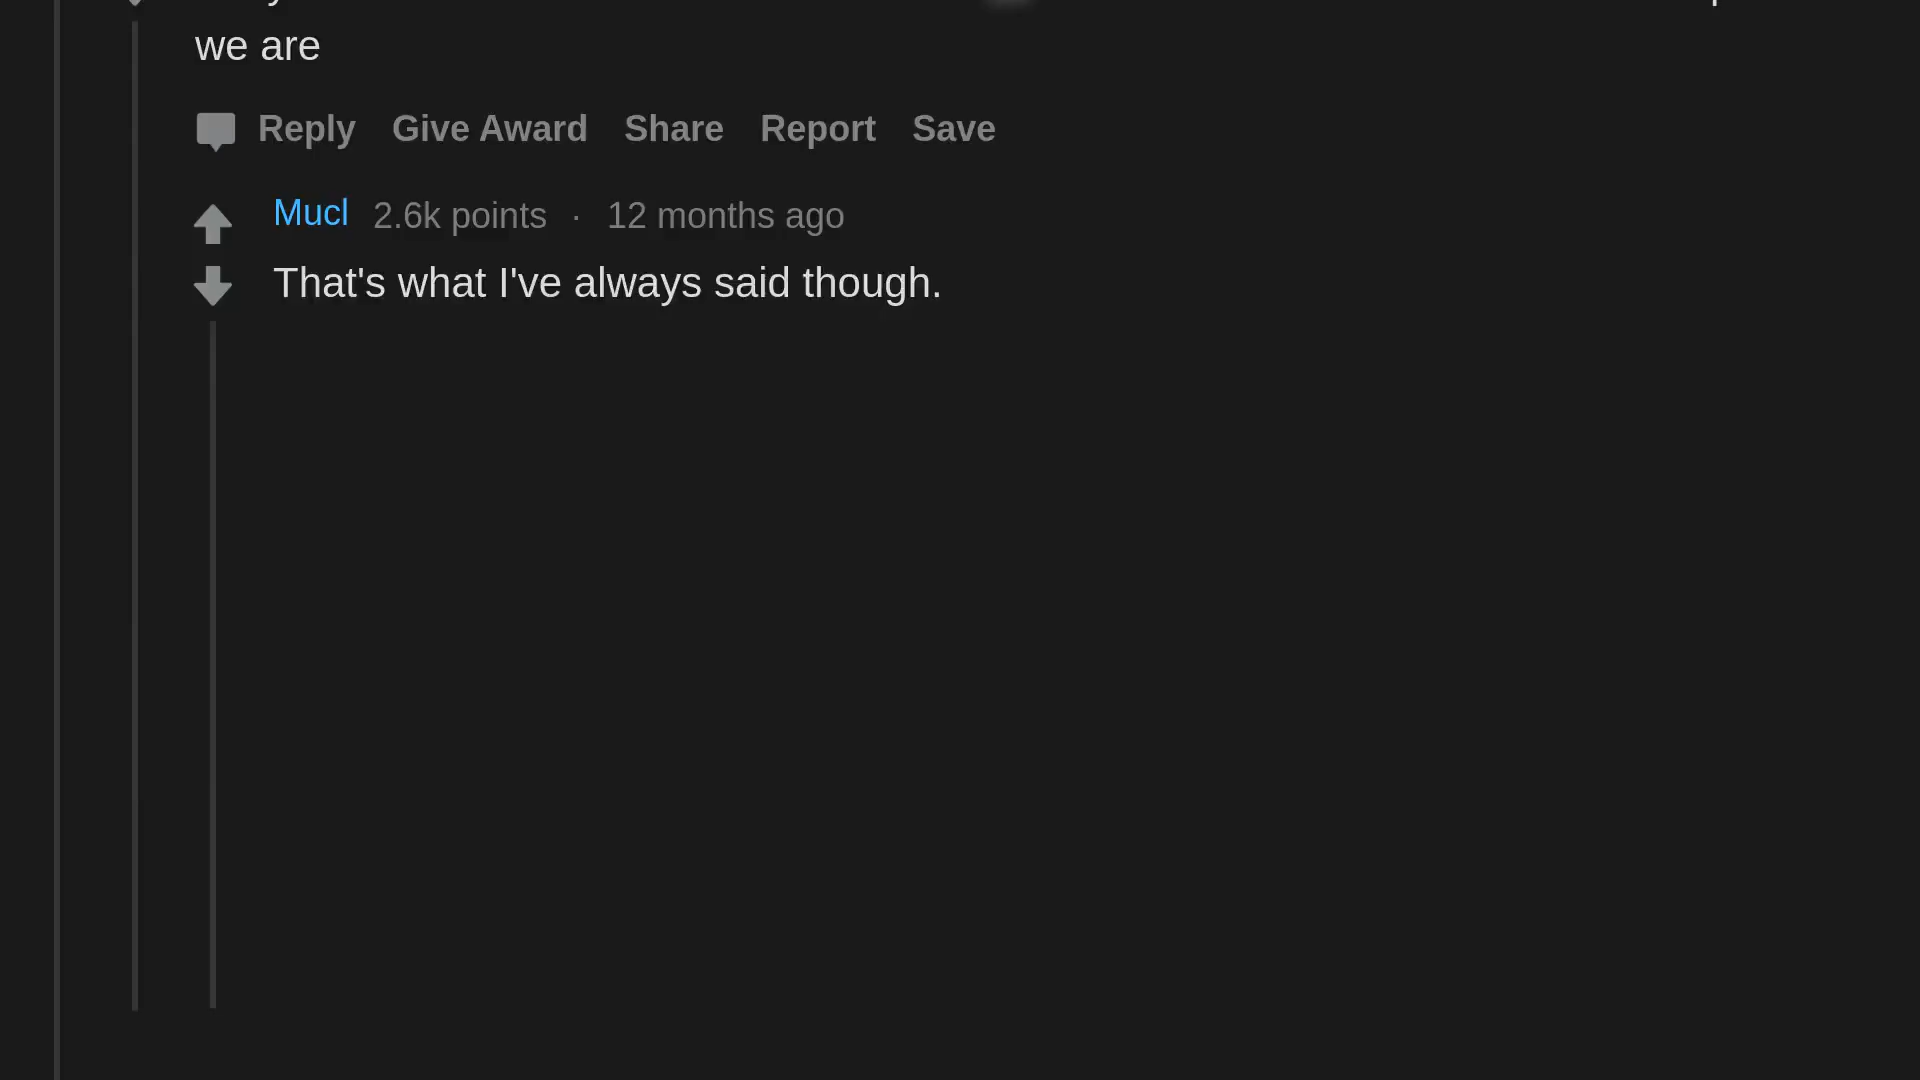 we are
Reply Give Award Share Report Save
Mucl 2.6k points · 12 months ago
That's what I've always said though.